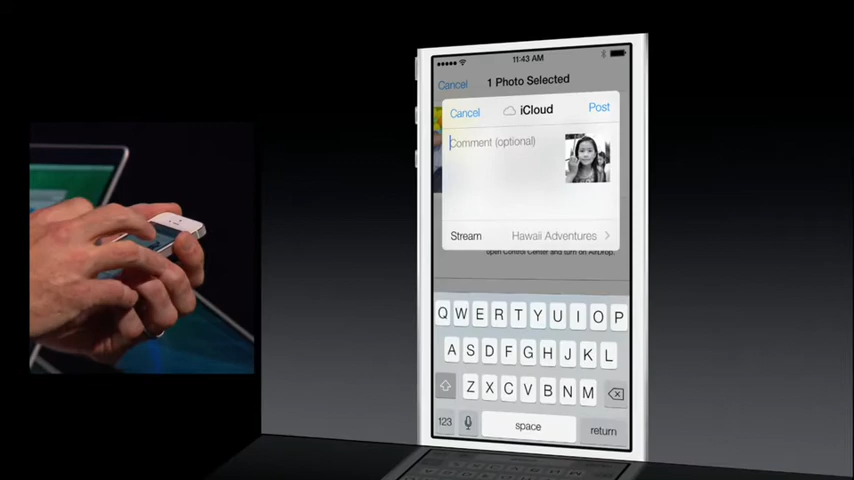 11:43 AM
Cancel 1 Photo Selected
Cancel iCloud Post
Comment (optional)
Stream Hawaii Adventures
open Control Center and turn on AirDrop.
Q W E R T Y U I O P
A S D F G H J K L
Z X C V B N M
123 space return